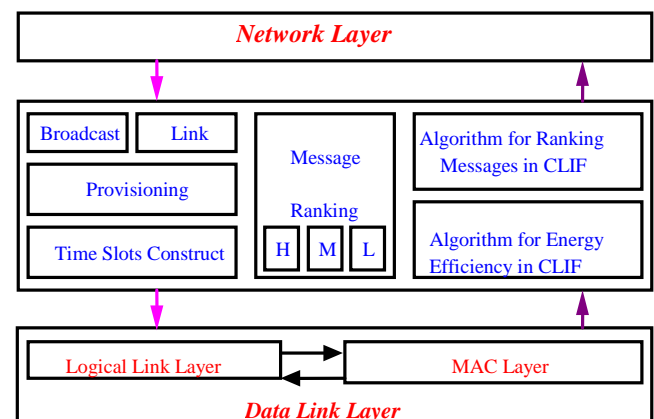 Network Layer
Broadcast
Link
Provisioning
Time Slots Construct
Message
Ranking
H
M
L
Algorithm for Ranking
Messages in CLIF
Algorithm for Energy
Efficiency in CLIF
Logical Link Layer
MAC Layer
Data Link Layer